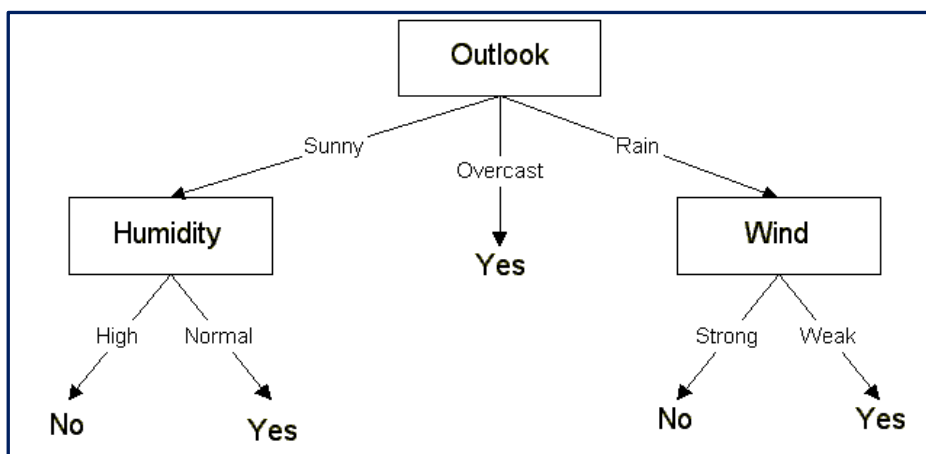 Outlook
Sunny
Overcast
Rain
Humidity
Yes
Wind
High
Normal
Strong
Weak
No
Yes
No
Yes